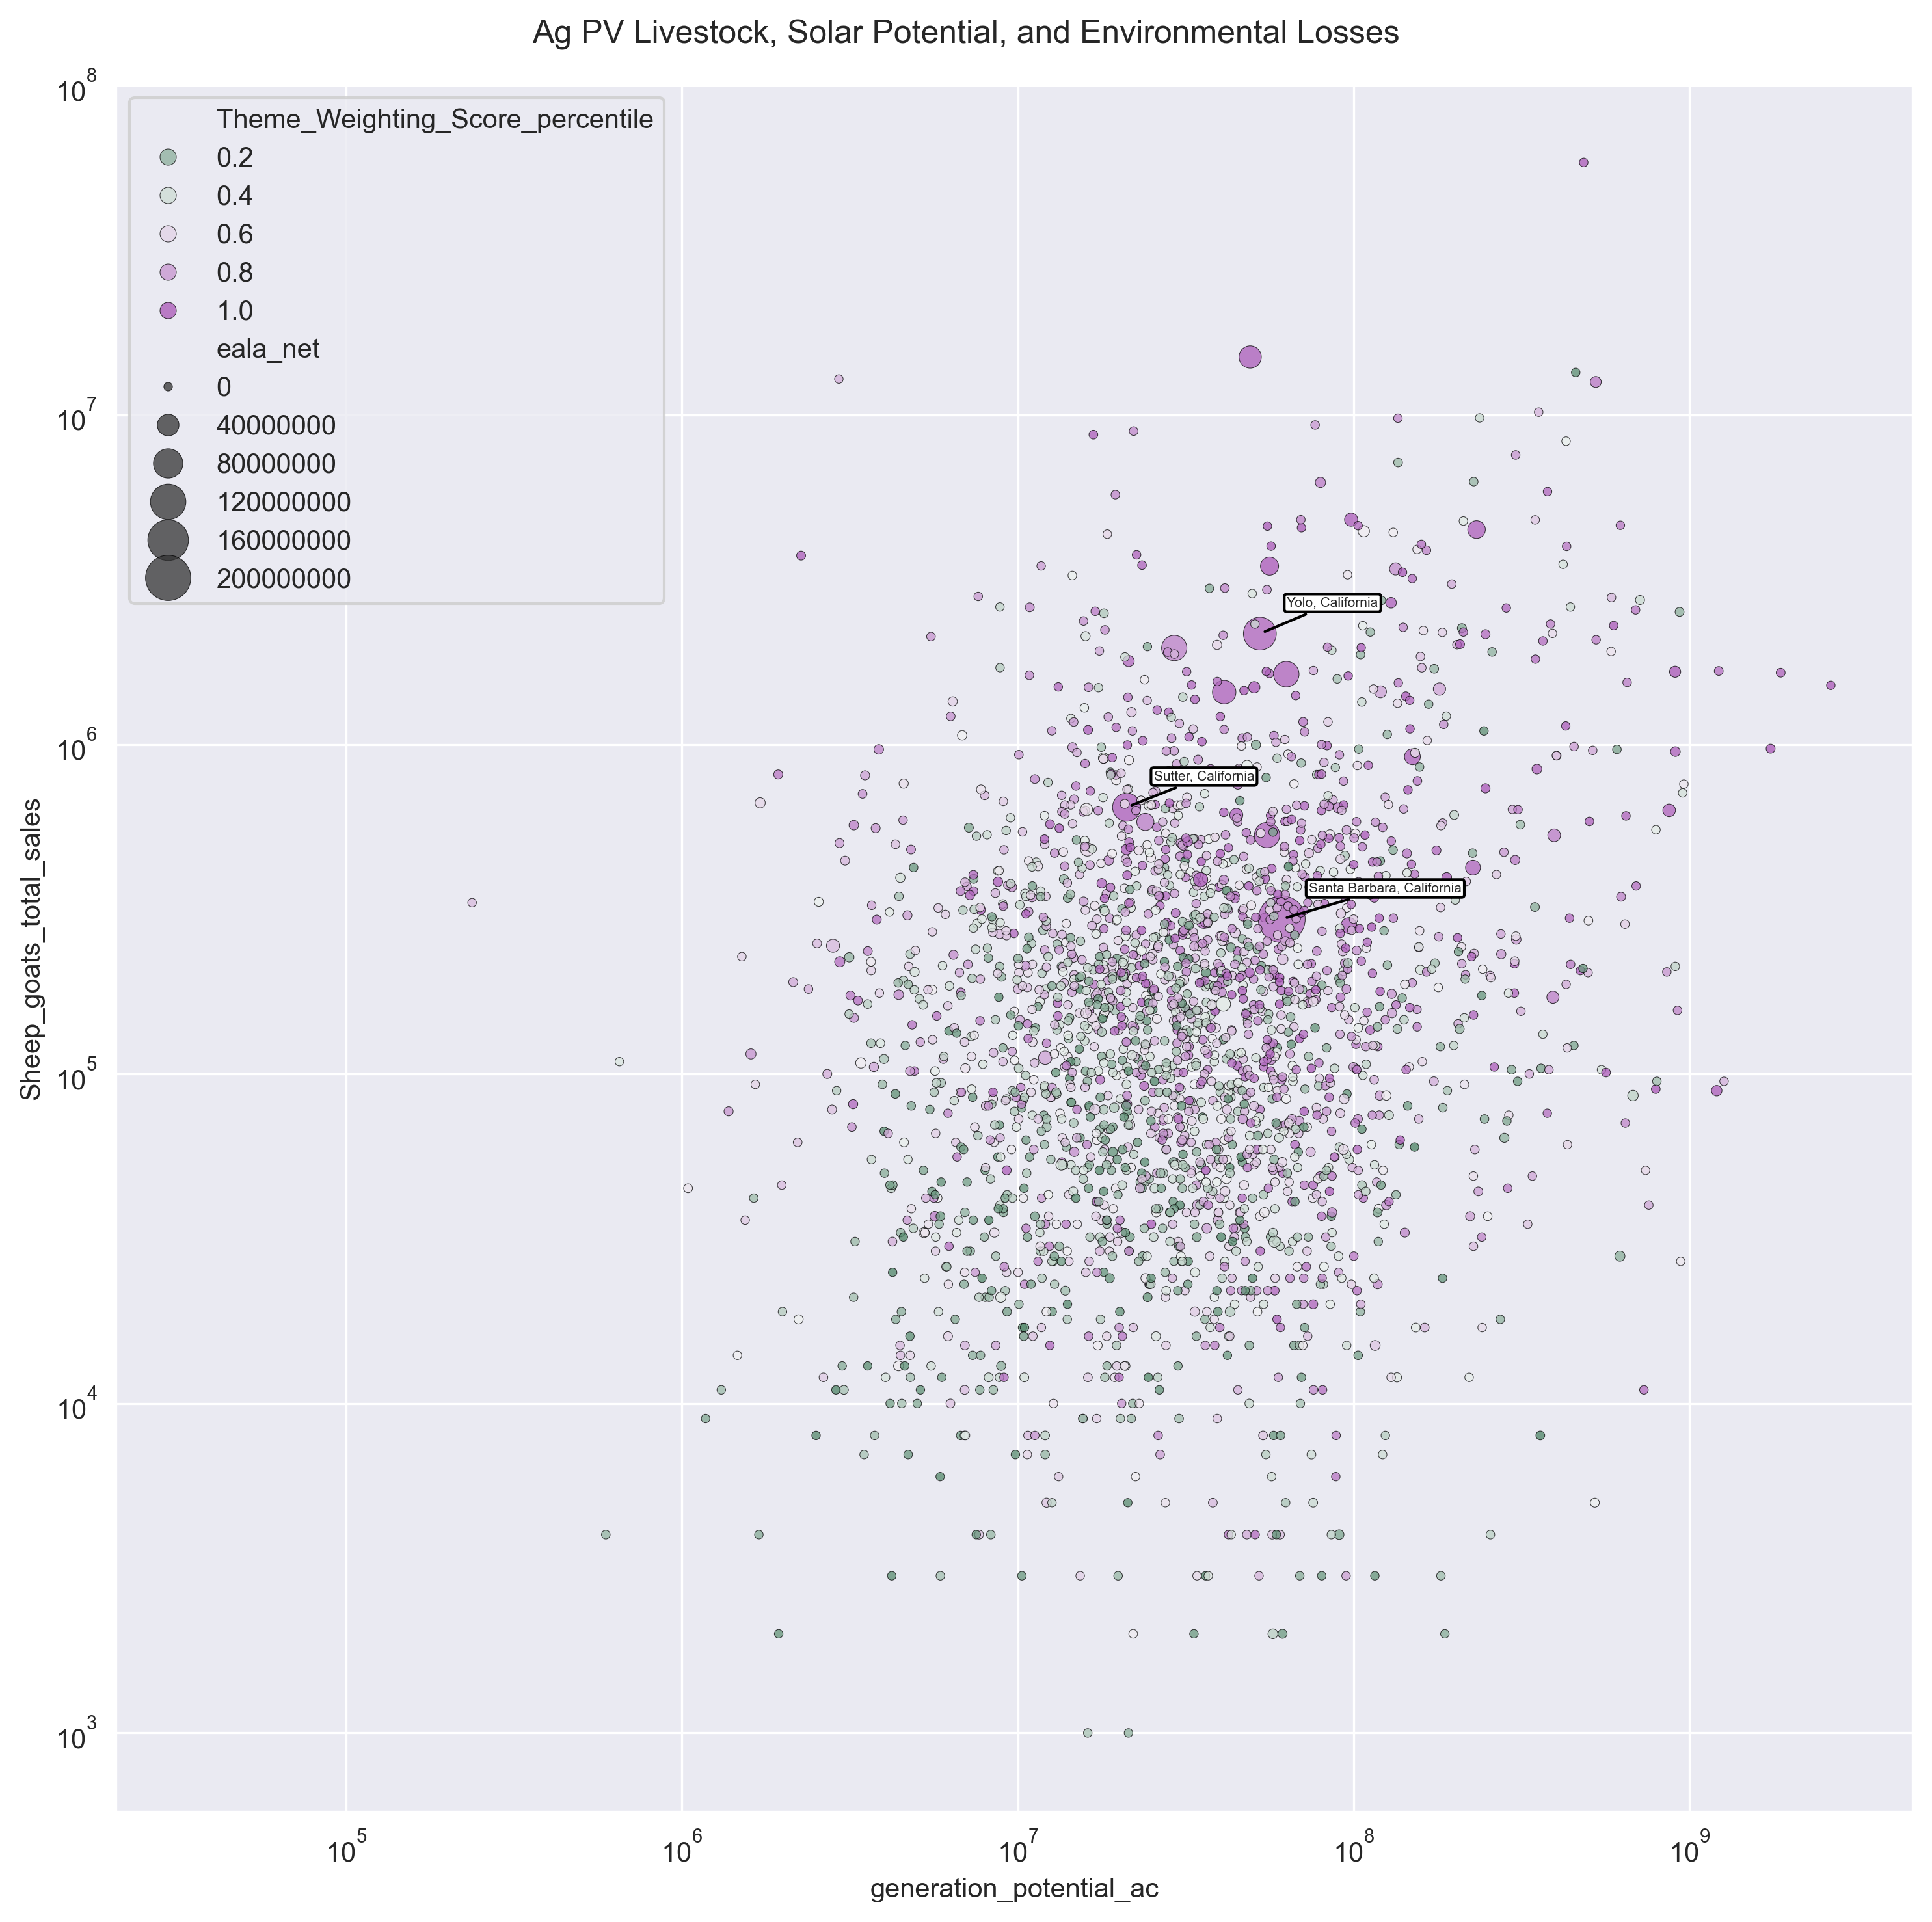 Ag PV Livestock, Solar Potential, and Environmental Losses
10^8
Theme_Weighting_Score_percentile
0.2
0.4
0.6
0.8
1.0
eala_net
0
40000000
80000000
120000000
160000000
200000000
10^7
Yolo, California
10^6
Sutter, California
Santa Barbara, California
Sheep_goats_total_sales
10^5
10^4
10^3
10^5
10^6
10^7
10^8
10^9
generation_potential_ac